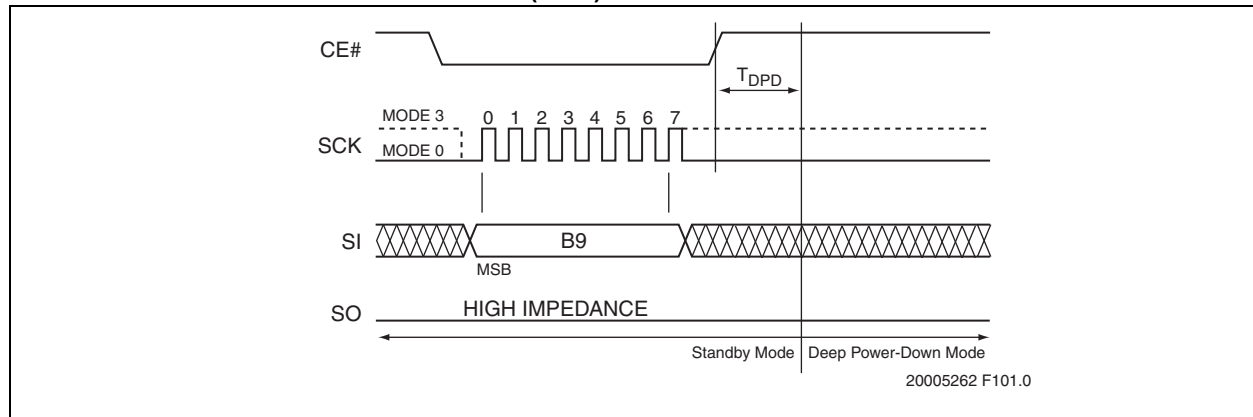 CE#
TDPD
MODE 3
0 1 2 3 4 5 6 7
SCK
MODE 0
SI
B9
MSB
SO
HIGH IMPEDANCE
Standby Mode
Deep Power-Down Mode
20005262 F101.0